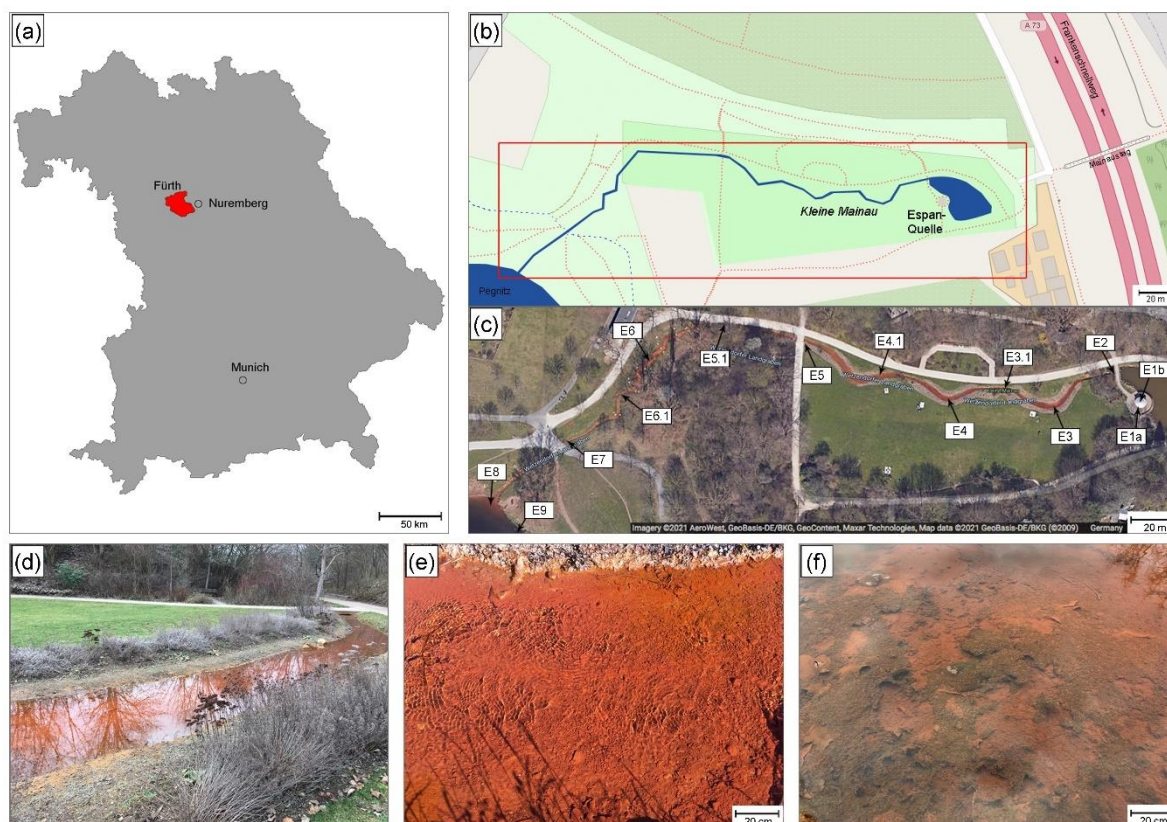 (a)
Fürth
Nuremberg
Munich
50 km
(b)
A 73
Frankenschnellweg
Mainausteg
Kleine Mainau
Espan-
Quelle
Pegnitz
20 m
(c)
E6
E5.1
E4.1
E3.1
E2
E1b
E5
E6.1
E4
E3
E1a
E7
E8
E9
Imagery ©2021 AeroWest, GeoBasis-DE/BKG, GeoContent, Maxar Technologies, Map data ©2021 GeoBasis-DE/BKG (©2009)
Germany
20 m
(d)
(e)
20 cm
(f)
20 cm